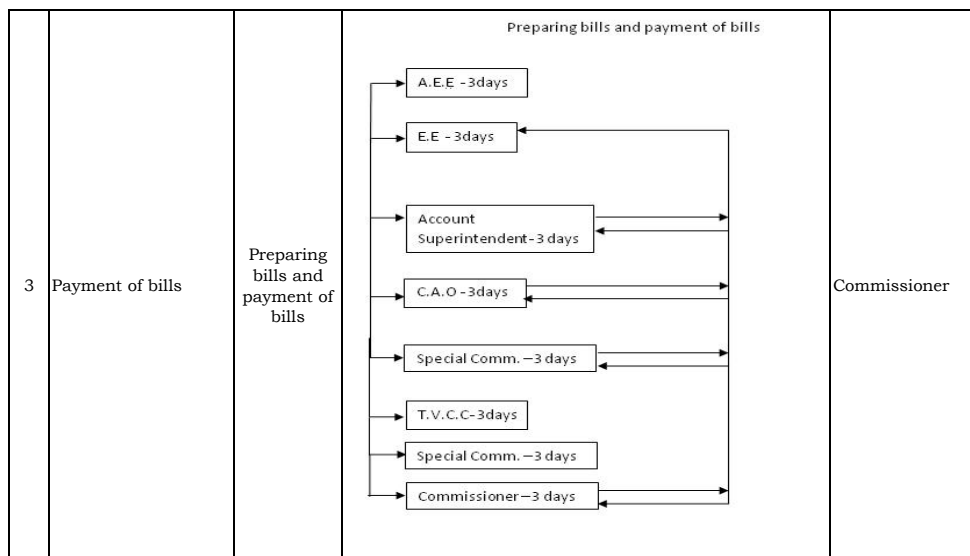 Preparing bills and payment of bills
A.E.E -3days
E.E - 3days
Account
Superintendent-3 days
C.A.O -3days
Special Comm. –3 days
T.V.C.C-3days
Special Comm. –3 days
Commissioner–3 days
3
Payment of bills
Preparing
bills and
payment of
bills
Commissioner